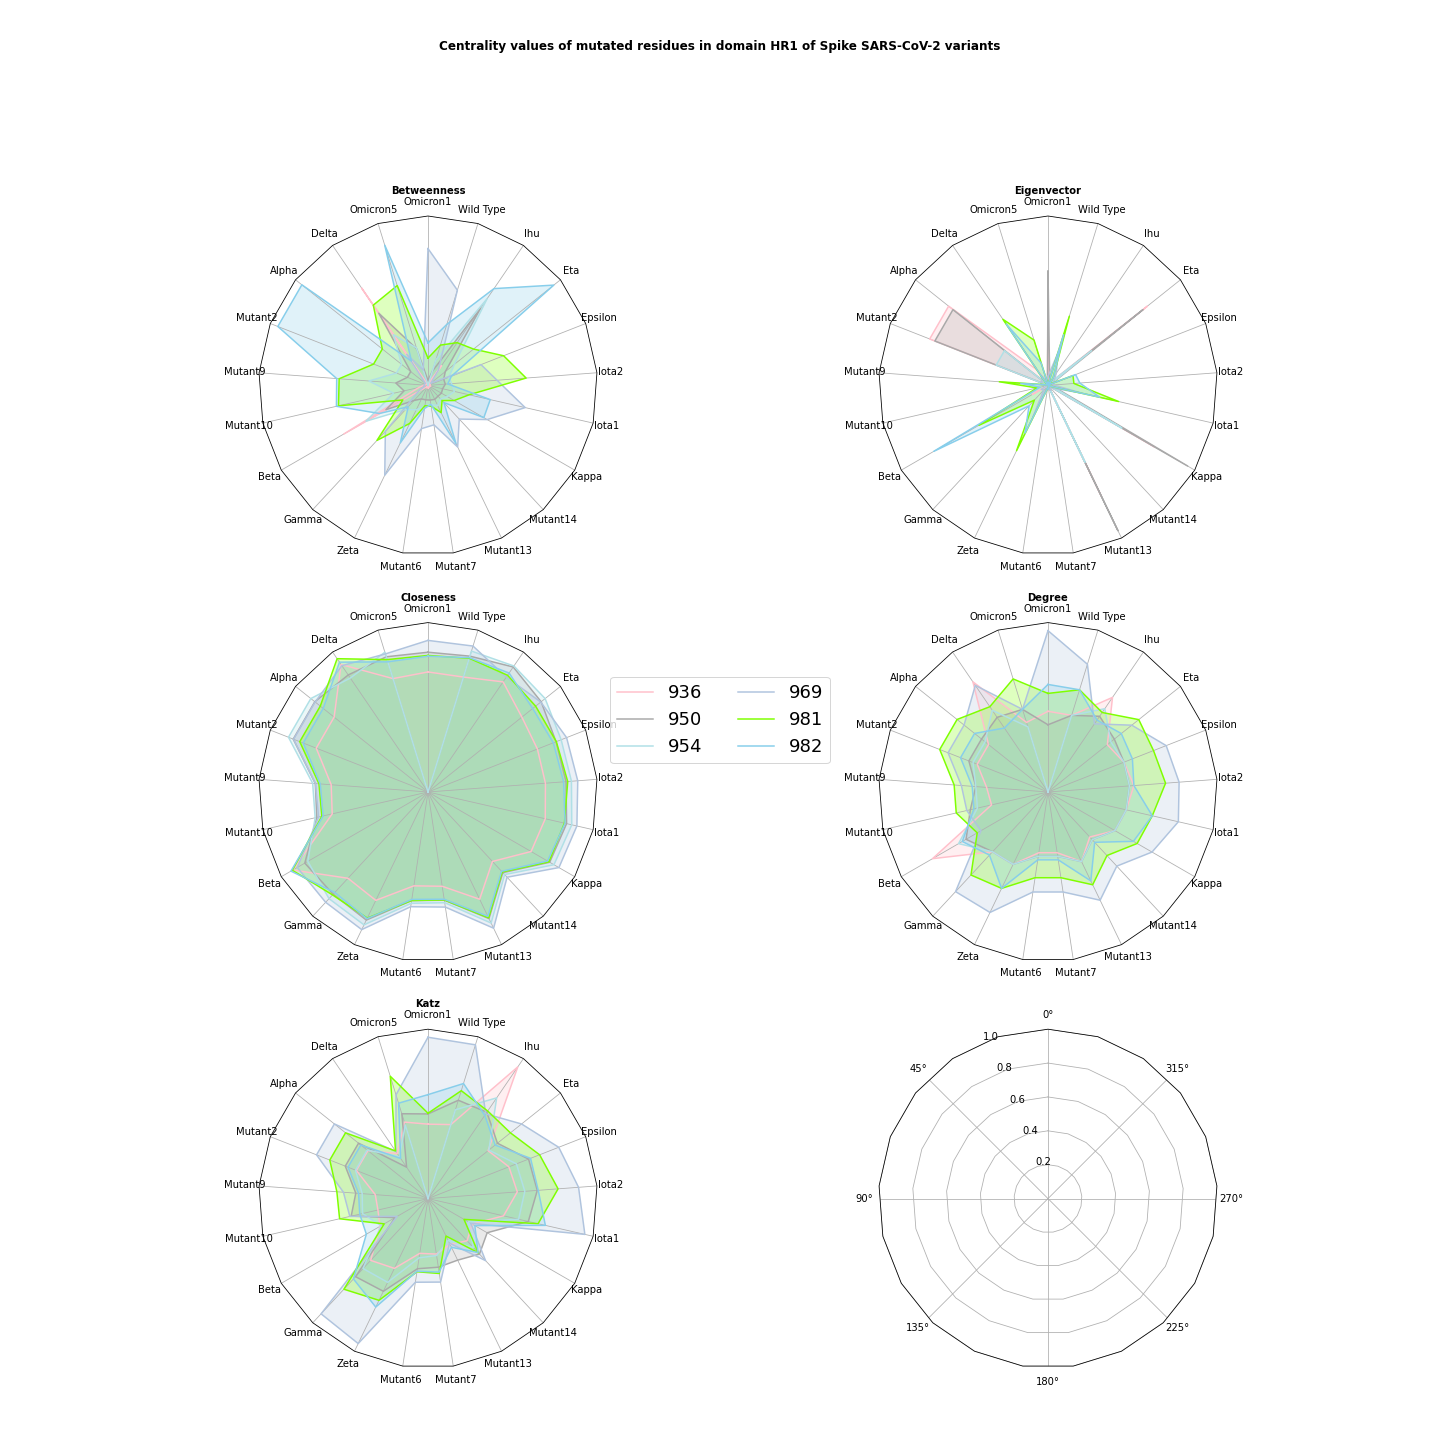 Centrality values of mutated residues in domain HR1 of Spike SARS-CoV-2 variants
Betweenness
Omicron1
Omicron5
Wild Type
Delta
Ihu
Alpha
Eta
Mutant2
Epsilon
Mutant9
Iota2
Mutant10
Iota1
Beta
Kappa
Gamma
Mutant14
Zeta
Mutant13
Mutant6
Mutant7
Eigenvector
Omicron1
Omicron5
Wild Type
Delta
Ihu
Alpha
Eta
Mutant2
Epsilon
Mutant9
Iota2
Mutant10
Iota1
Beta
Kappa
Gamma
Mutant14
Zeta
Mutant13
Mutant6
Mutant7
Closeness
Omicron1
Omicron5
Wild Type
Delta
Ihu
Alpha
Eta
Mutant2
Epsilon
Mutant9
Iota2
Mutant10
Iota1
Beta
Kappa
Gamma
Mutant14
Zeta
Mutant13
Mutant6
Mutant7
936
969
950
981
954
982
Degree
Omicron1
Omicron5
Wild Type
Delta
Ihu
Alpha
Eta
Mutant2
Epsilon
Mutant9
Iota2
Mutant10
Iota1
Beta
Kappa
Gamma
Mutant14
Zeta
Mutant13
Mutant6
Mutant7
Katz
Omicron1
Omicron5
Wild Type
Delta
Ihu
Alpha
Eta
Mutant2
Epsilon
Mutant9
Iota2
Mutant10
Iota1
Beta
Kappa
Gamma
Mutant14
Zeta
Mutant13
Mutant6
Mutant7
0°
1.0
45°
0.8
315°
0.6
0.4
0.2
90°
270°
135°
225°
180°